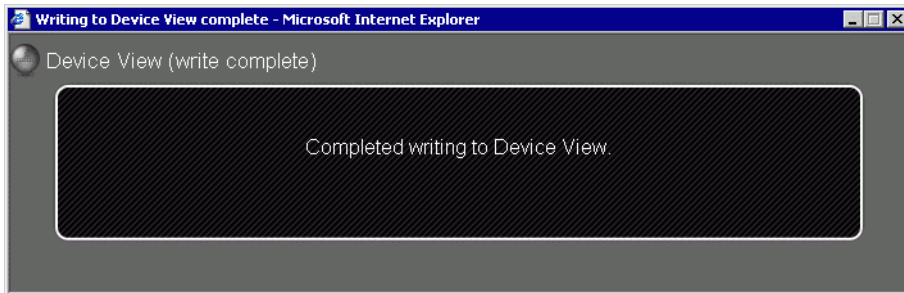 Writing to Device View complete - Microsoft Internet Explorer
Device View (write complete)
Completed writing to Device View.